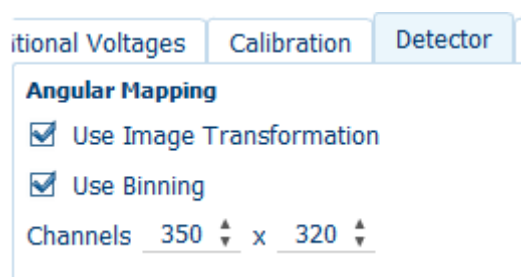 itional Voltages Calibration Detector
Angular Mapping
Use Image Transformation
Use Binning
Channels 350 x 320